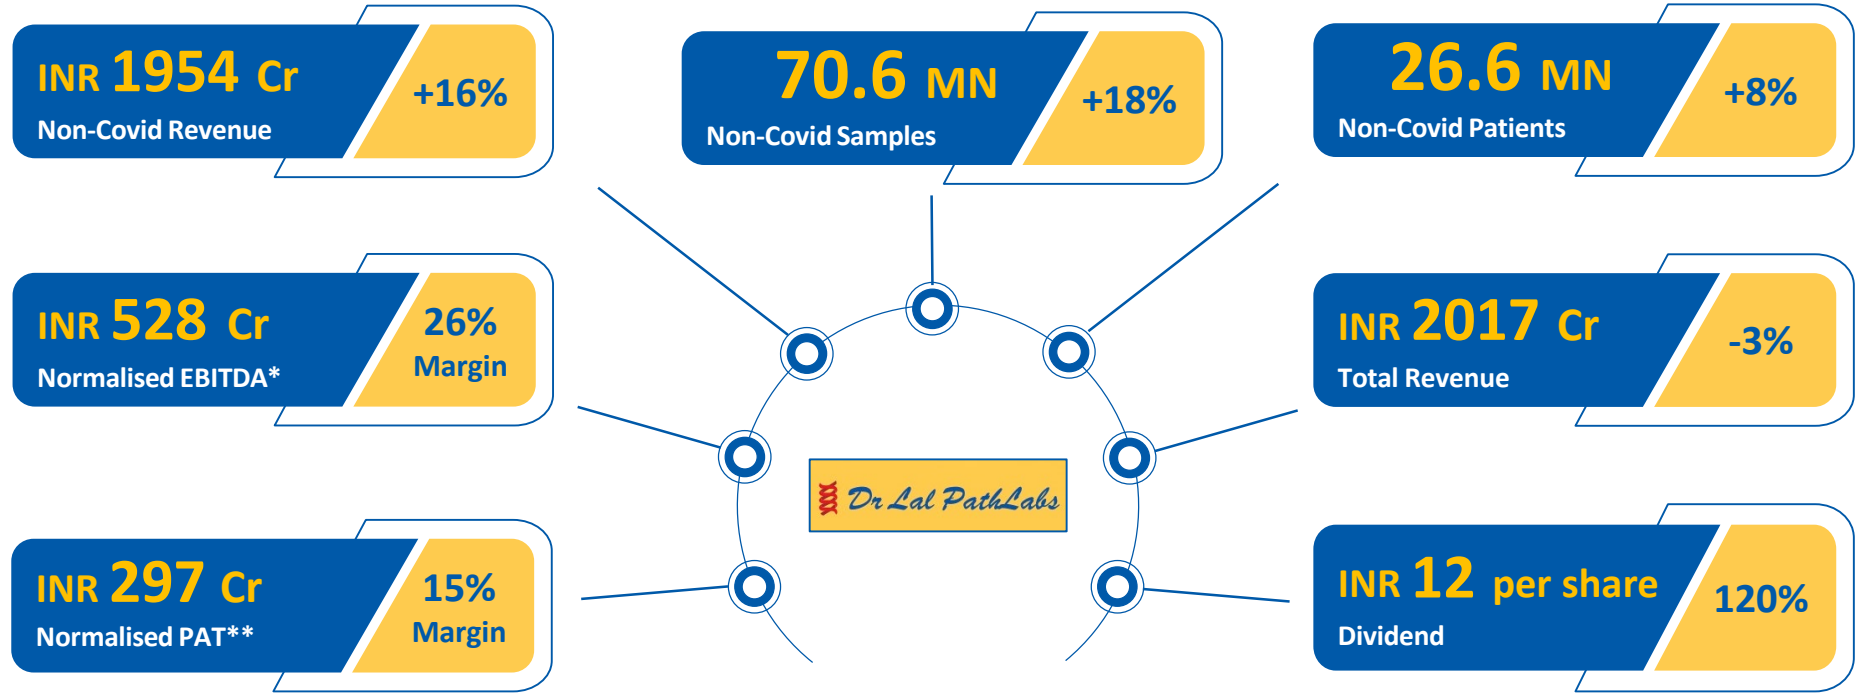 INR 1954 Cr
Non-Covid Revenue
+16%
70.6 MN
Non-Covid Samples
+18%
26.6 MN
Non-Covid Patients
+8%
INR 528 Cr
Normalised EBITDA*
26%
Margin
INR 2017 Cr
Total Revenue
-3%
Dr Lal PathLabs
INR 297 Cr
Normalised PAT**
15%
Margin
INR 12 per share
Dividend
120%